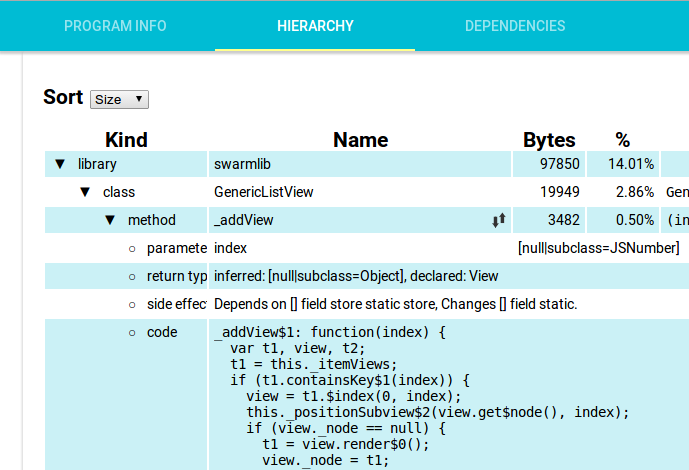 PROGRAM INFO HIERARCHY DEPENDENCIES
Sort Size
Kind Name Bytes %
library swarmlib 97850 14.01%
class GenericListView 19949 2.86% Gen
method _addView 3482 0.50% (in
paramete index [null|subclass=JSNumber]
return typ inferred: [null|subclass=Object], declared: View
side effec Depends on [] field store static store, Changes [] field static.
code _addView$1: function(index) {
var t1, view, t2;
t1 = this._itemViews;
if (t1.containsKey$1(index)) {
view = t1.$index(0, index);
this._positionSubview$2(view.get$node(), index);
if (view._node == null) {
t1 = view.render$0();
view._node = t1;